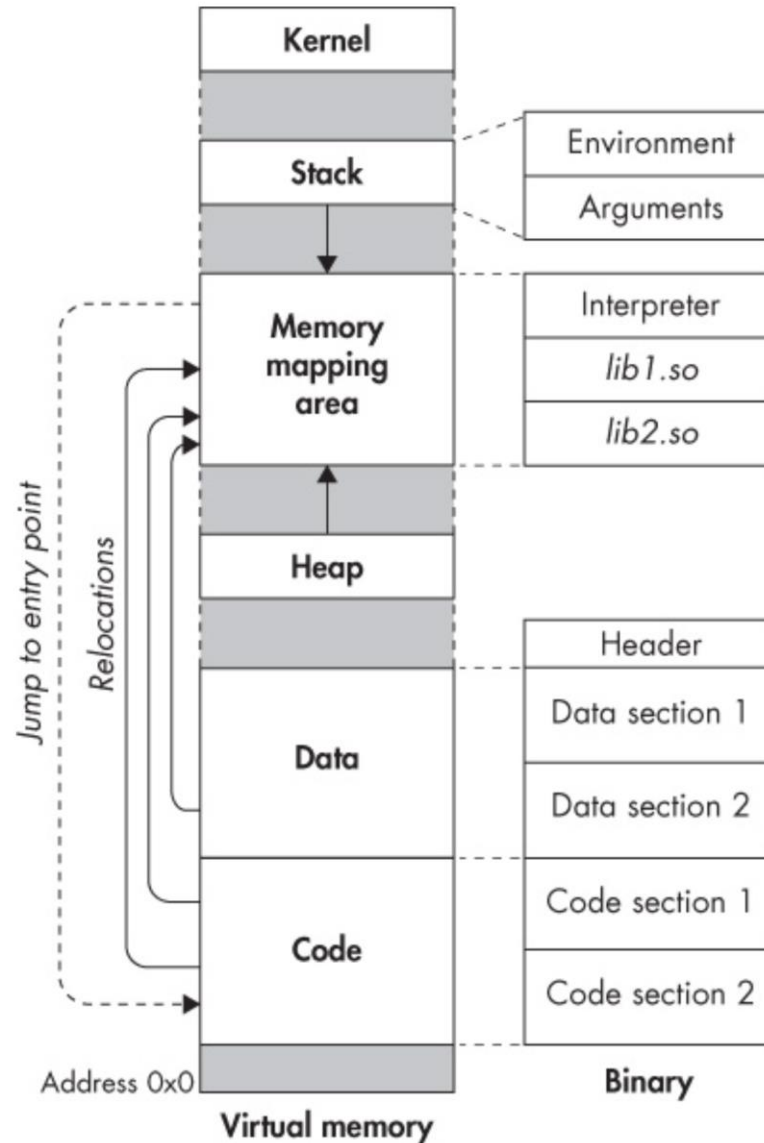 Kernel
Stack
Environment
Arguments
Memory
mapping
area
Interpreter
lib1.so
lib2.so
Jump to entry point
Relocations
Heap
Header
Data
Data section 1
Data section 2
Code
Code section 1
Code section 2
Address 0x0
Virtual memory
Binary